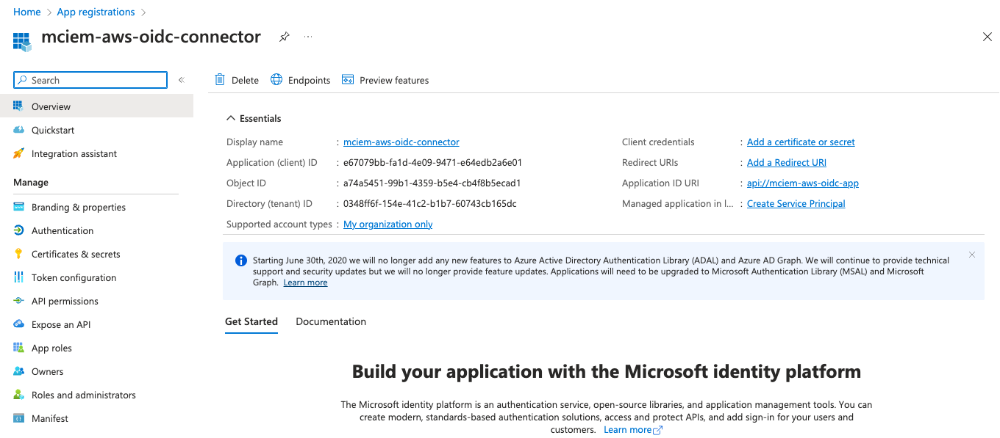 Home > App registrations >
mciem-aws-oidc-connector ...
Search «
Delete Endpoints Preview features
Overview
Quickstart
Integration assistant
Manage
Branding & properties
Authentication
Certificates & secrets
Token configuration
API permissions
Expose an API
App roles
Owners
Roles and administrators
Manifest
Essentials
Display name : mciem-aws-oidc-connector
Application (client) ID : e67079bb-fa1d-4e09-9471-e64edb2a6e01
Object ID : a74a5451-99b1-4359-b5e4-cb4f8b5ecad1
Directory (tenant) ID : 0348ff6f-154e-41c2-b1b7-60743cb165dc
Supported account types : My organization only
Client credentials : Add a certificate or secret
Redirect URIs : Add a Redirect URI
Application ID URI : api://mciem-aws-oidc-app
Managed application in l... : Create Service Principal
Starting June 30th, 2020 we will no longer add any new features to Azure Active Directory Authentication Library (ADAL) and Azure AD Graph. We will continue to provide technical
support and security updates but we will no longer provide feature updates. Applications will need to be upgraded to Microsoft Authentication Library (MSAL) and Microsoft
Graph. Learn more
Get Started Documentation
Build your application with the Microsoft identity platform
The Microsoft identity platform is an authentication service, open-source libraries, and application management tools. You can
create modern, standards-based authentication solutions, access and protect APIs, and add sign-in for your users and
customers. Learn more